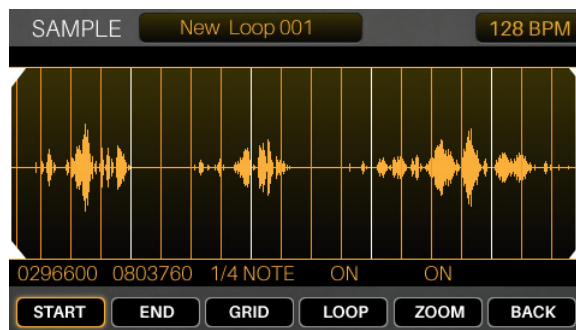 SAMPLE New Loop 001 128 BPM
0296600 0803760 1/4 NOTE ON ON
START END GRID LOOP ZOOM BACK